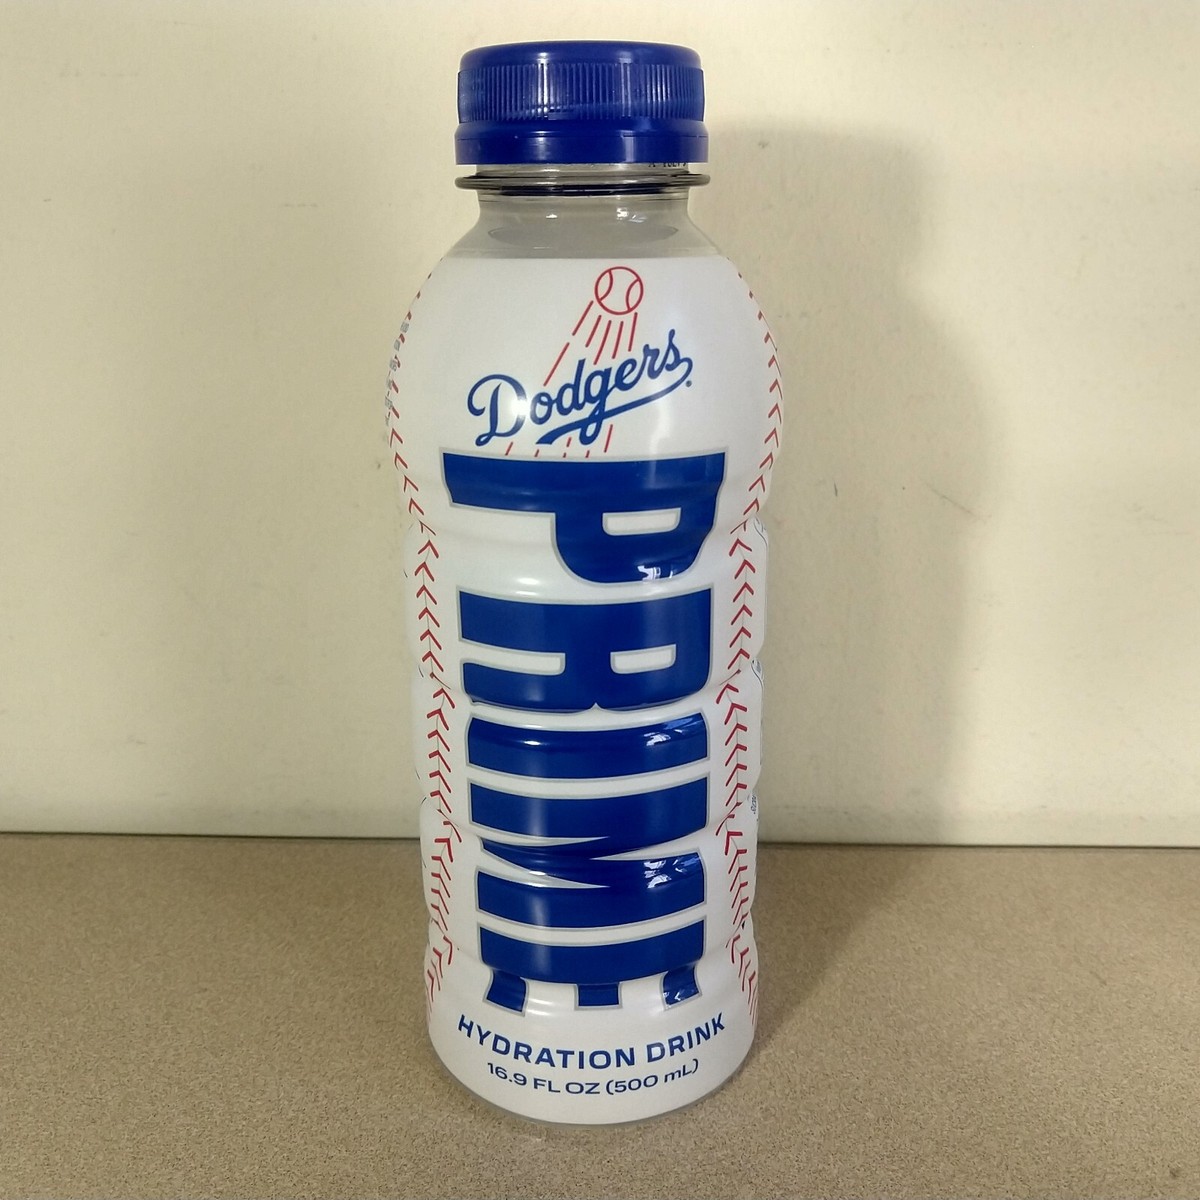 Dodgers
PRIME
HYDRATION DRINK
16.9 FL OZ (500 mL)